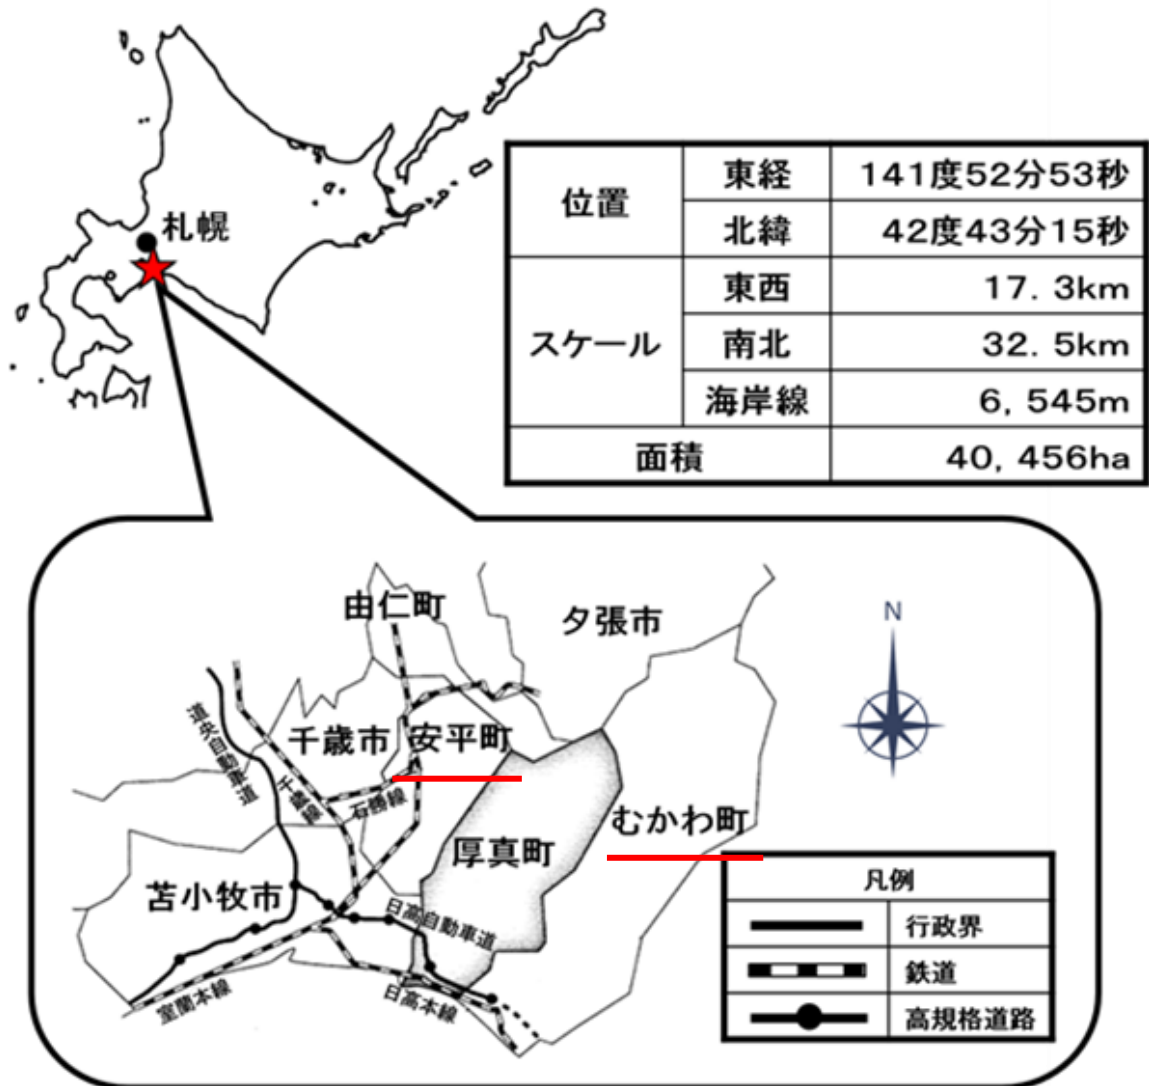 札幌
位置
東経
141度52分53秒
北緯
42度43分15秒
スケール
東西
17. 3km
南北
32. 5km
海岸線
6, 545m
面積
40, 456ha
由仁町
夕張市
N
千歳市
安平町
道央自動車道
千歳線
石勝線
むかわ町
厚真町
苫小牧市
日高自動車道
室蘭本線
日高本線
凡例
行政界
鉄道
高規格道路